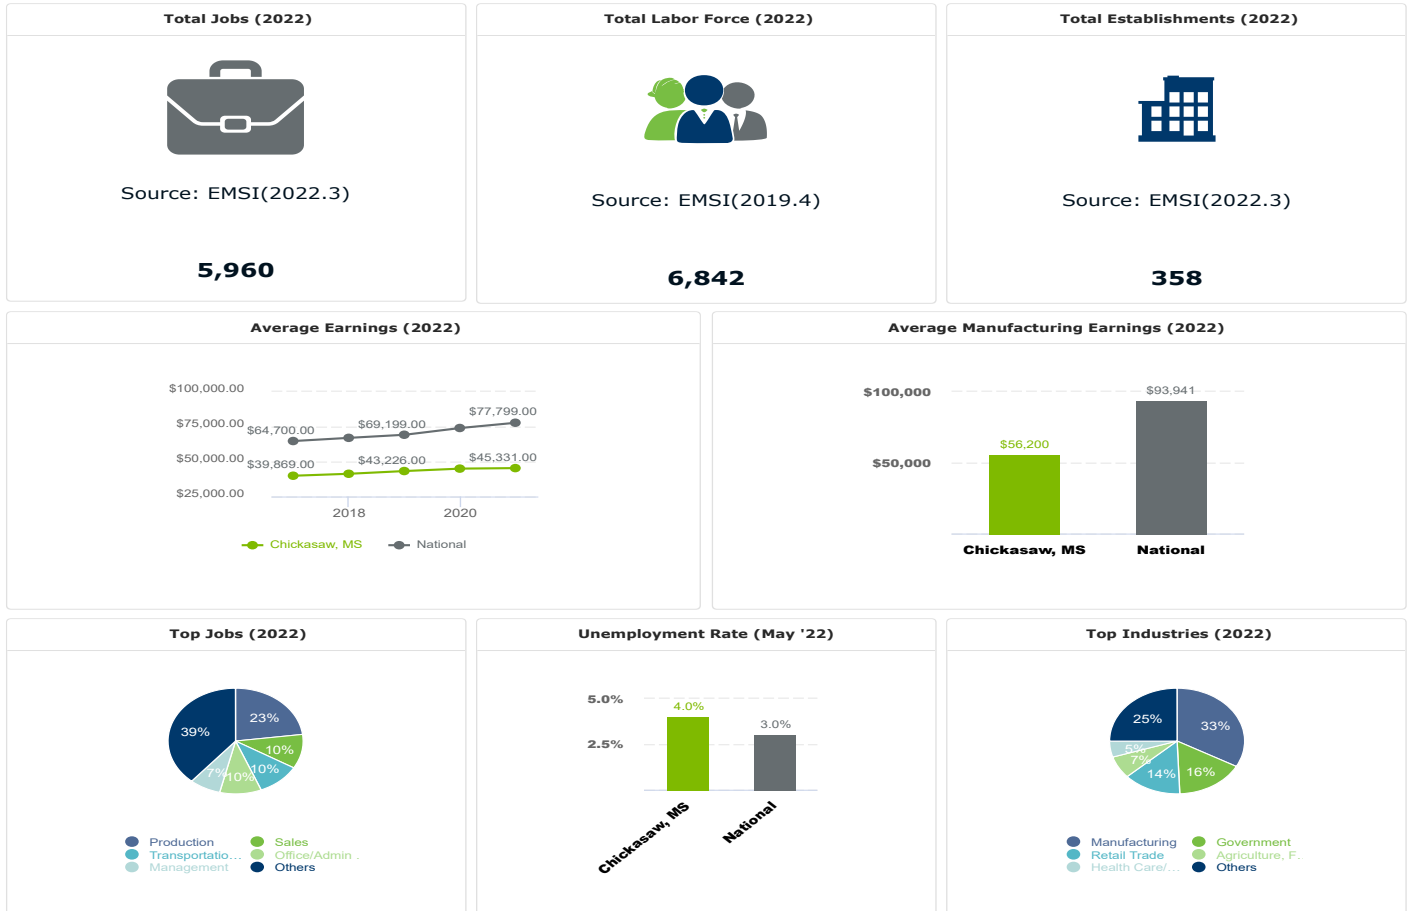 Total Jobs (2022)
Source: EMSI(2022.3)
5,960
Total Labor Force (2022)
Source: EMSI(2019.4)
6,842
Total Establishments (2022)
Source: EMSI(2022.3)
358
Average Earnings (2022)
$100,000.00
$75,000.00
$50,000.00
$25,000.00
$64,700.00
$69,199.00
$77,799.00
$39,869.00
$43,226.00
$45,331.00
2018
2020
Chickasaw, MS
National
Average Manufacturing Earnings (2022)
$100,000
$50,000
$56,200
$93,941
Chickasaw, MS
National
Top Jobs (2022)
39%
23%
10%
10%
10%
7%
Production
Sales
Transportatio...
Office/Admin .
Management
Others
Unemployment Rate (May '22)
5.0%
2.5%
4.0%
3.0%
Chickasaw, MS
National
Top Industries (2022)
25%
33%
5%
7%
14%
16%
Manufacturing
Government
Retail Trade
Agriculture, F.
Health Care/...
Others